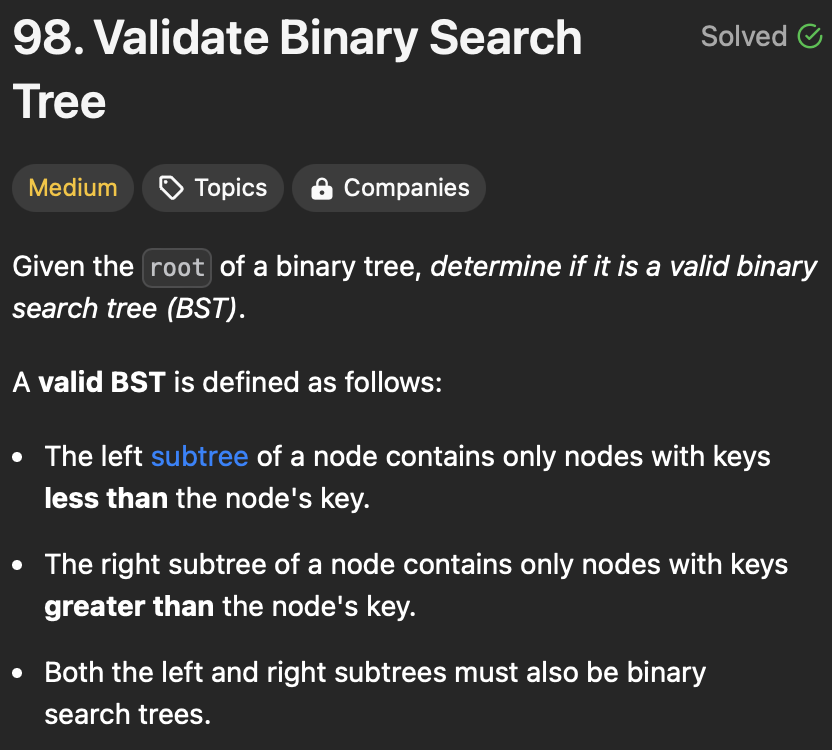 98. Validate Binary Search
Tree
Solved
Medium
Topics
Companies
Given the root of a binary tree, determine if it is a valid binary
search tree (BST).
A valid BST is defined as follows:
• The left subtree of a node contains only nodes with keys
less than the node's key.
• The right subtree of a node contains only nodes with keys
greater than the node's key.
• Both the left and right subtrees must also be binary
search trees.